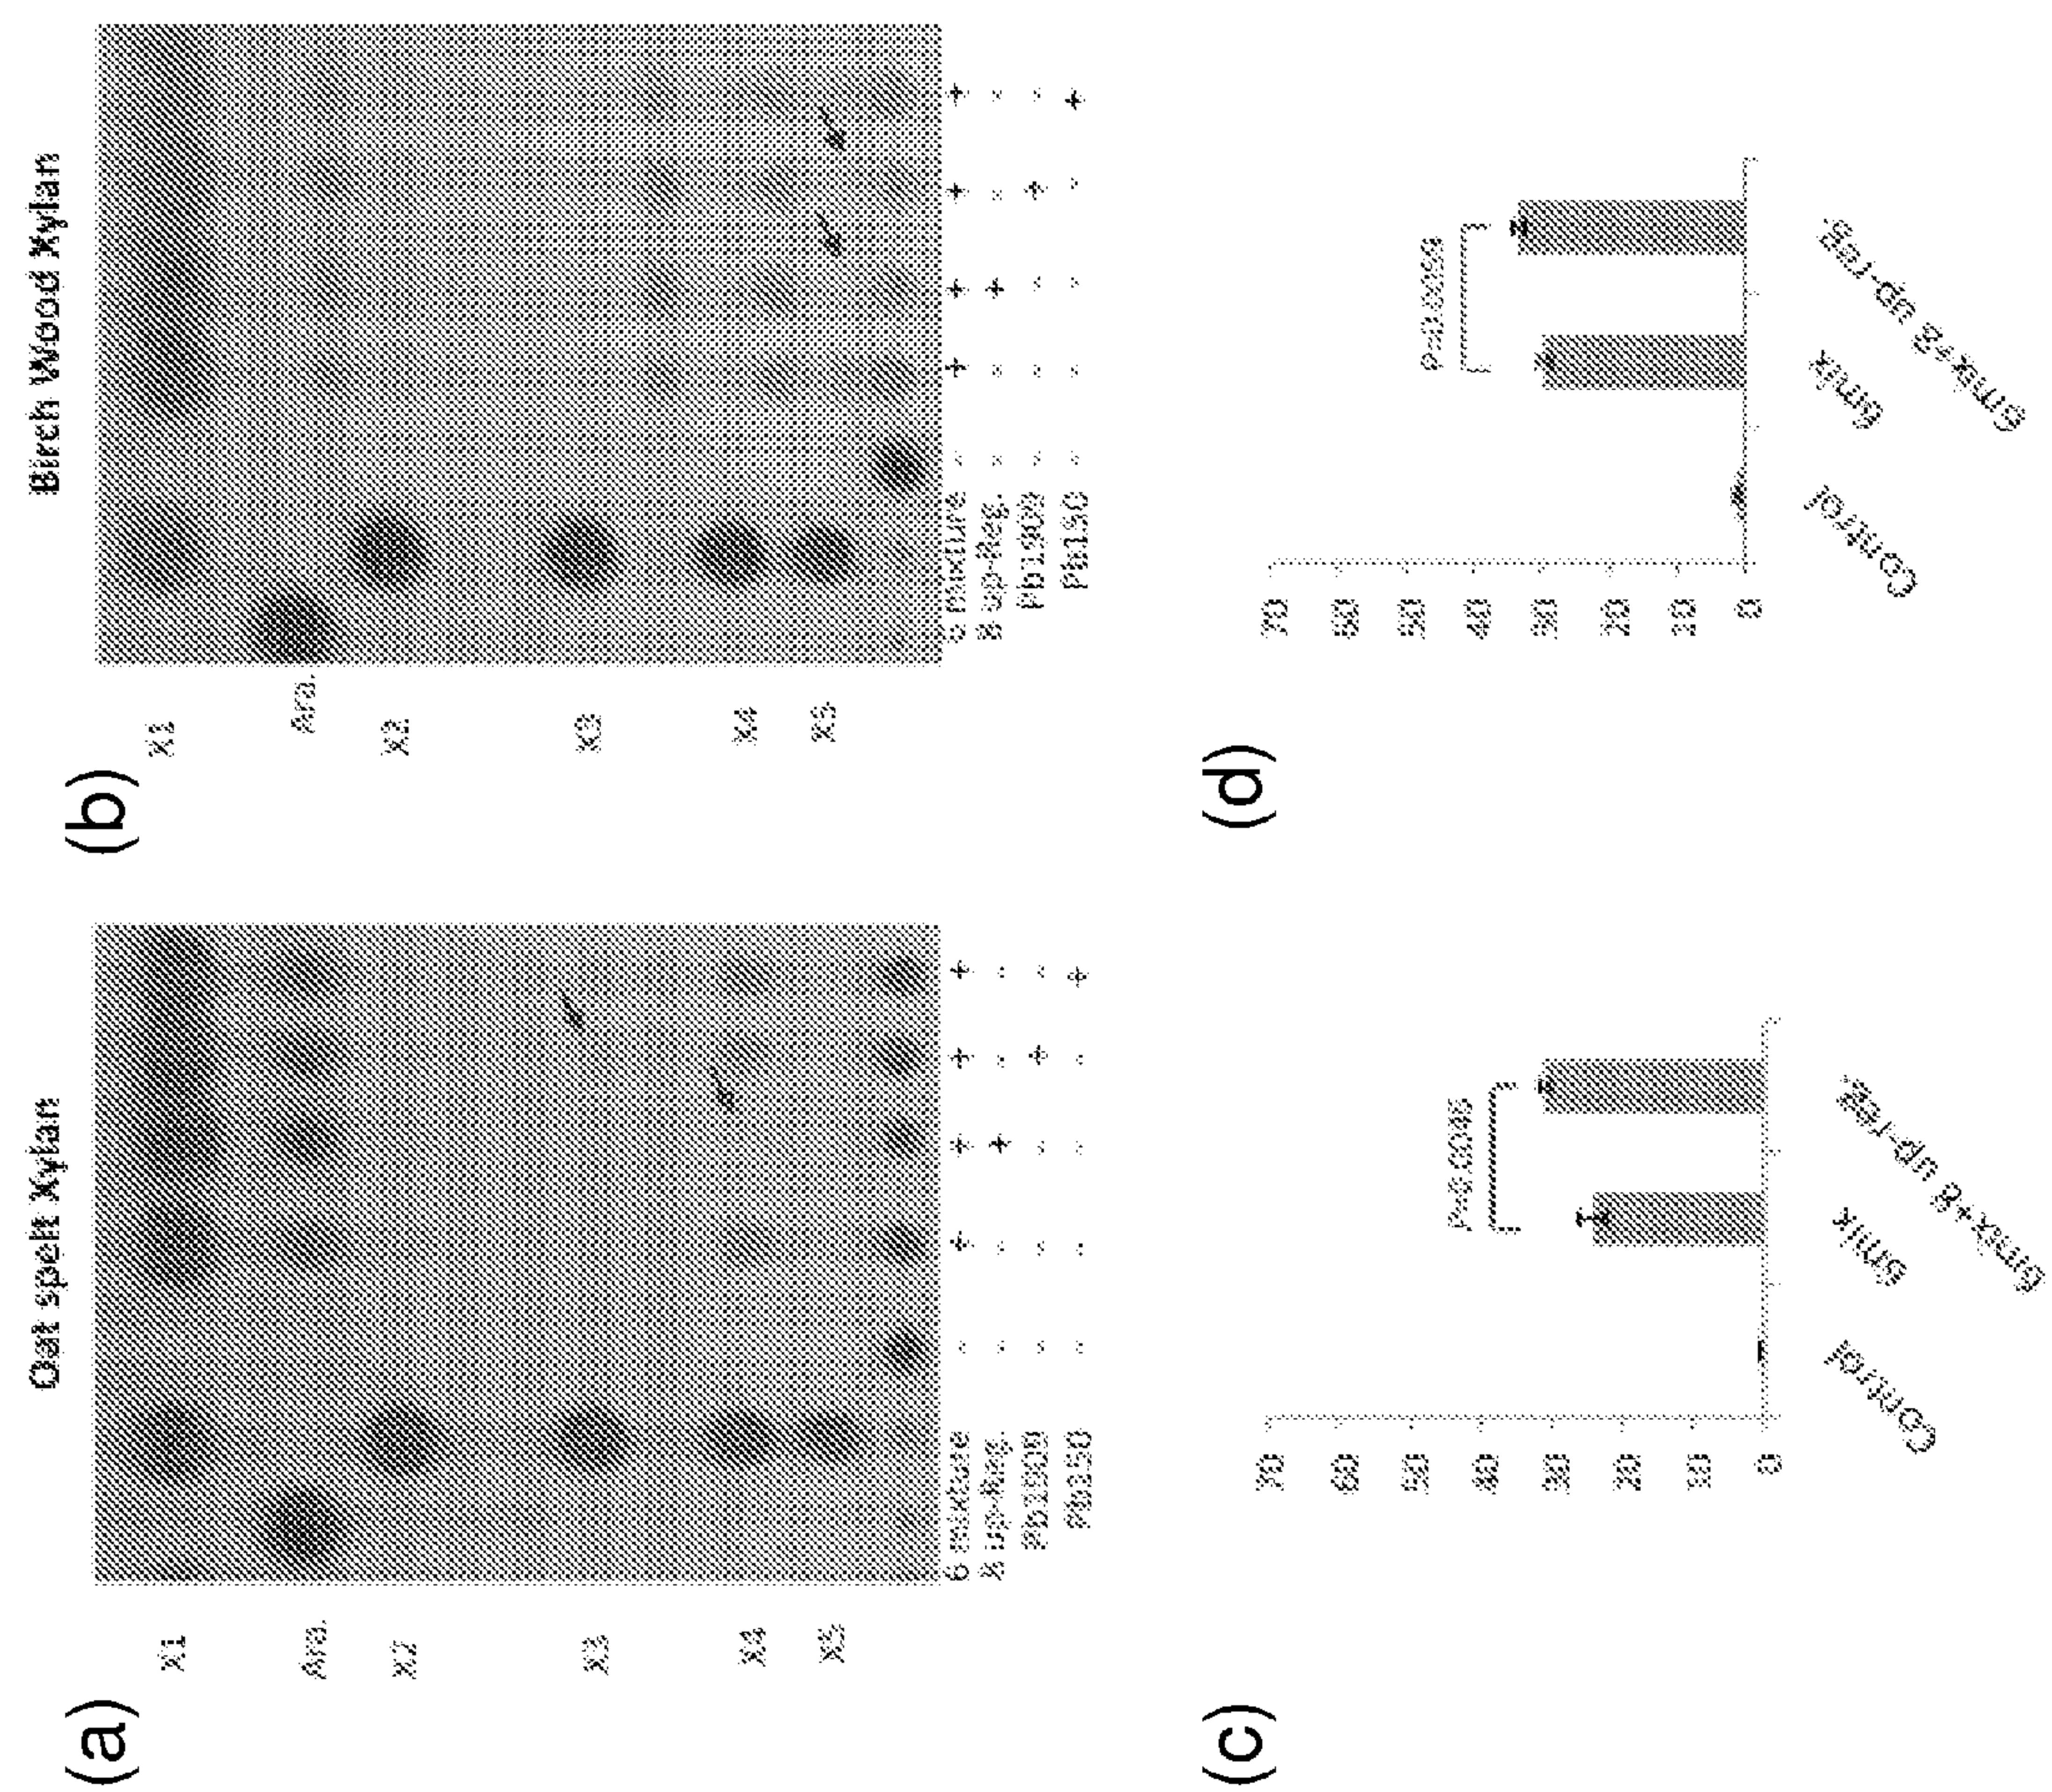 (a)
Oat spelt Xylan
X1
Ara.
X2
X3
X4
X5
6 mixture - + + + +
8 up-Reg. - - + - -
Pb1909 - - - + -
Pb150 - - - - +
(b)
Birch Wood Xylan
X1
Ara.
X2
X3
X4
X5
6 mixture - + + + +
8 up-Reg. - - + - -
Pb1909 - - - + -
Pb150 - - - - +
(c)
70
60
50
40
30
20
10
0
P=0.0045
Control
6mix
6mix+8 up-reg.
(d)
70
60
50
40
30
20
10
0
Control
6mix
6mix+8 up-reg.